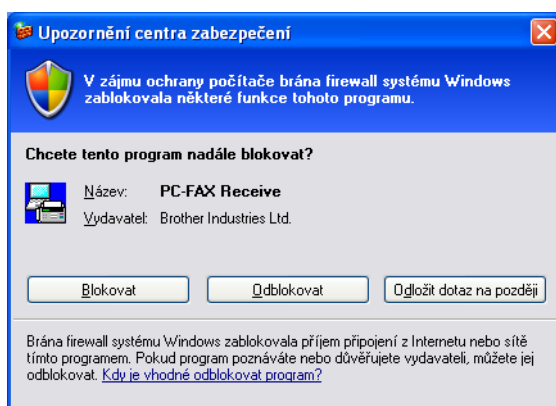 Upozornění centra zabezpečení
V zájmu ochrany počítače brána firewall systému Windows
zablokovala některé funkce tohoto programu.
Chcete tento program nadále blokovat?
Název: PC-FAX Receive
Vydavatel: Brother Industries Ltd.
Blokovat Odblokovat Odložit dotaz na později
Brána firewall systému Windows zablokovala příjem připojení z Internetu nebo sítě
tímto programem. Pokud program poznáváte nebo důvěřujete vydavateli, můžete jej
odblokovat. Kdy je vhodné odblokovat program?